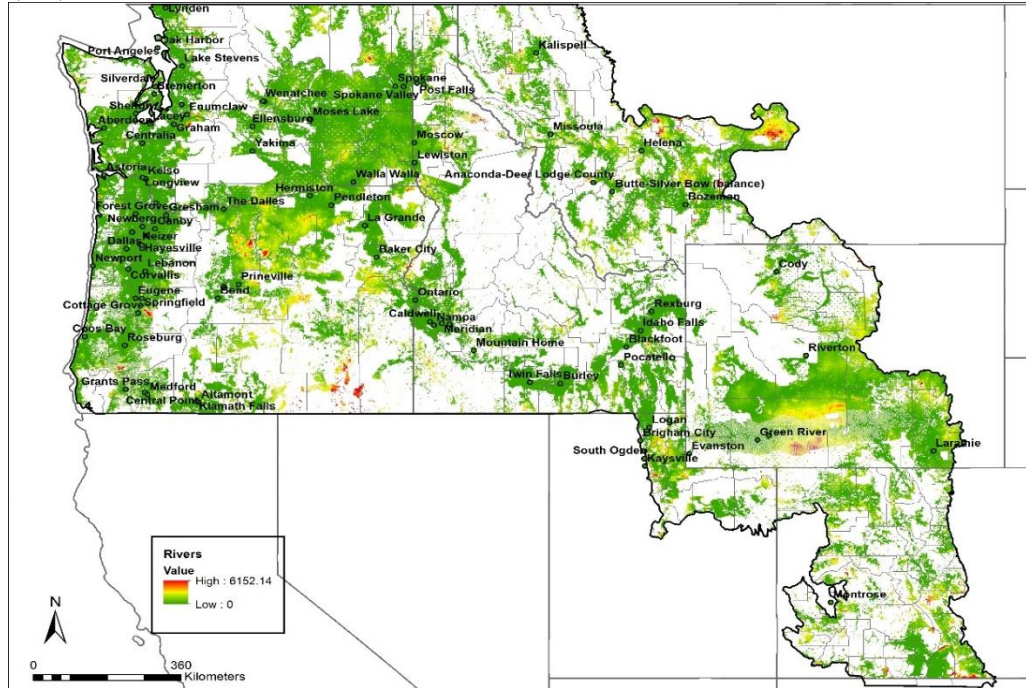 Lynden
Oak Harbor
Port Angeles
Lake Stevens
Silverdale
Bremerton
Kalispell
Spokane
Spokane Valley
Post Falls
Wenatchee
Shelton
Enumclaw
Moses Lake
Lacey
Ellensburg
Aberdeen
Graham
Centralia
Yakima
Moscow
Missoula
Helena
Lewiston
Astoria
Kelso
Longview
Walla Walla
Anaconda-Deer Lodge County
Hermiston
Pendleton
Butte-Silver Bow (balance)
Bozeman
Forest Grove
Gresham
The Dalles
Newberg
Canby
La Grande
Keizer
Dallas
Hayesville
Baker City
Newport
Lebanon
Corvallis
Cody
Prineville
Bend
Eugene
Cottage Grove
Springfield
Ontario
Rexburg
Caldwell
Nampa
Meridian
Idaho Falls
Coos Bay
Roseburg
Blackfoot
Mountain Home
Riverton
Pocatello
Grants Pass
Medford
Twin Falls
Burley
Central Point
Altamont
Klamath Falls
Logan
Brigham City
Green River
South Ogden
Evanston
Laramie
Kaysville
Rivers
Value
High : 6152.14
Low : 0
Montrose
N
0 360
Kilometers